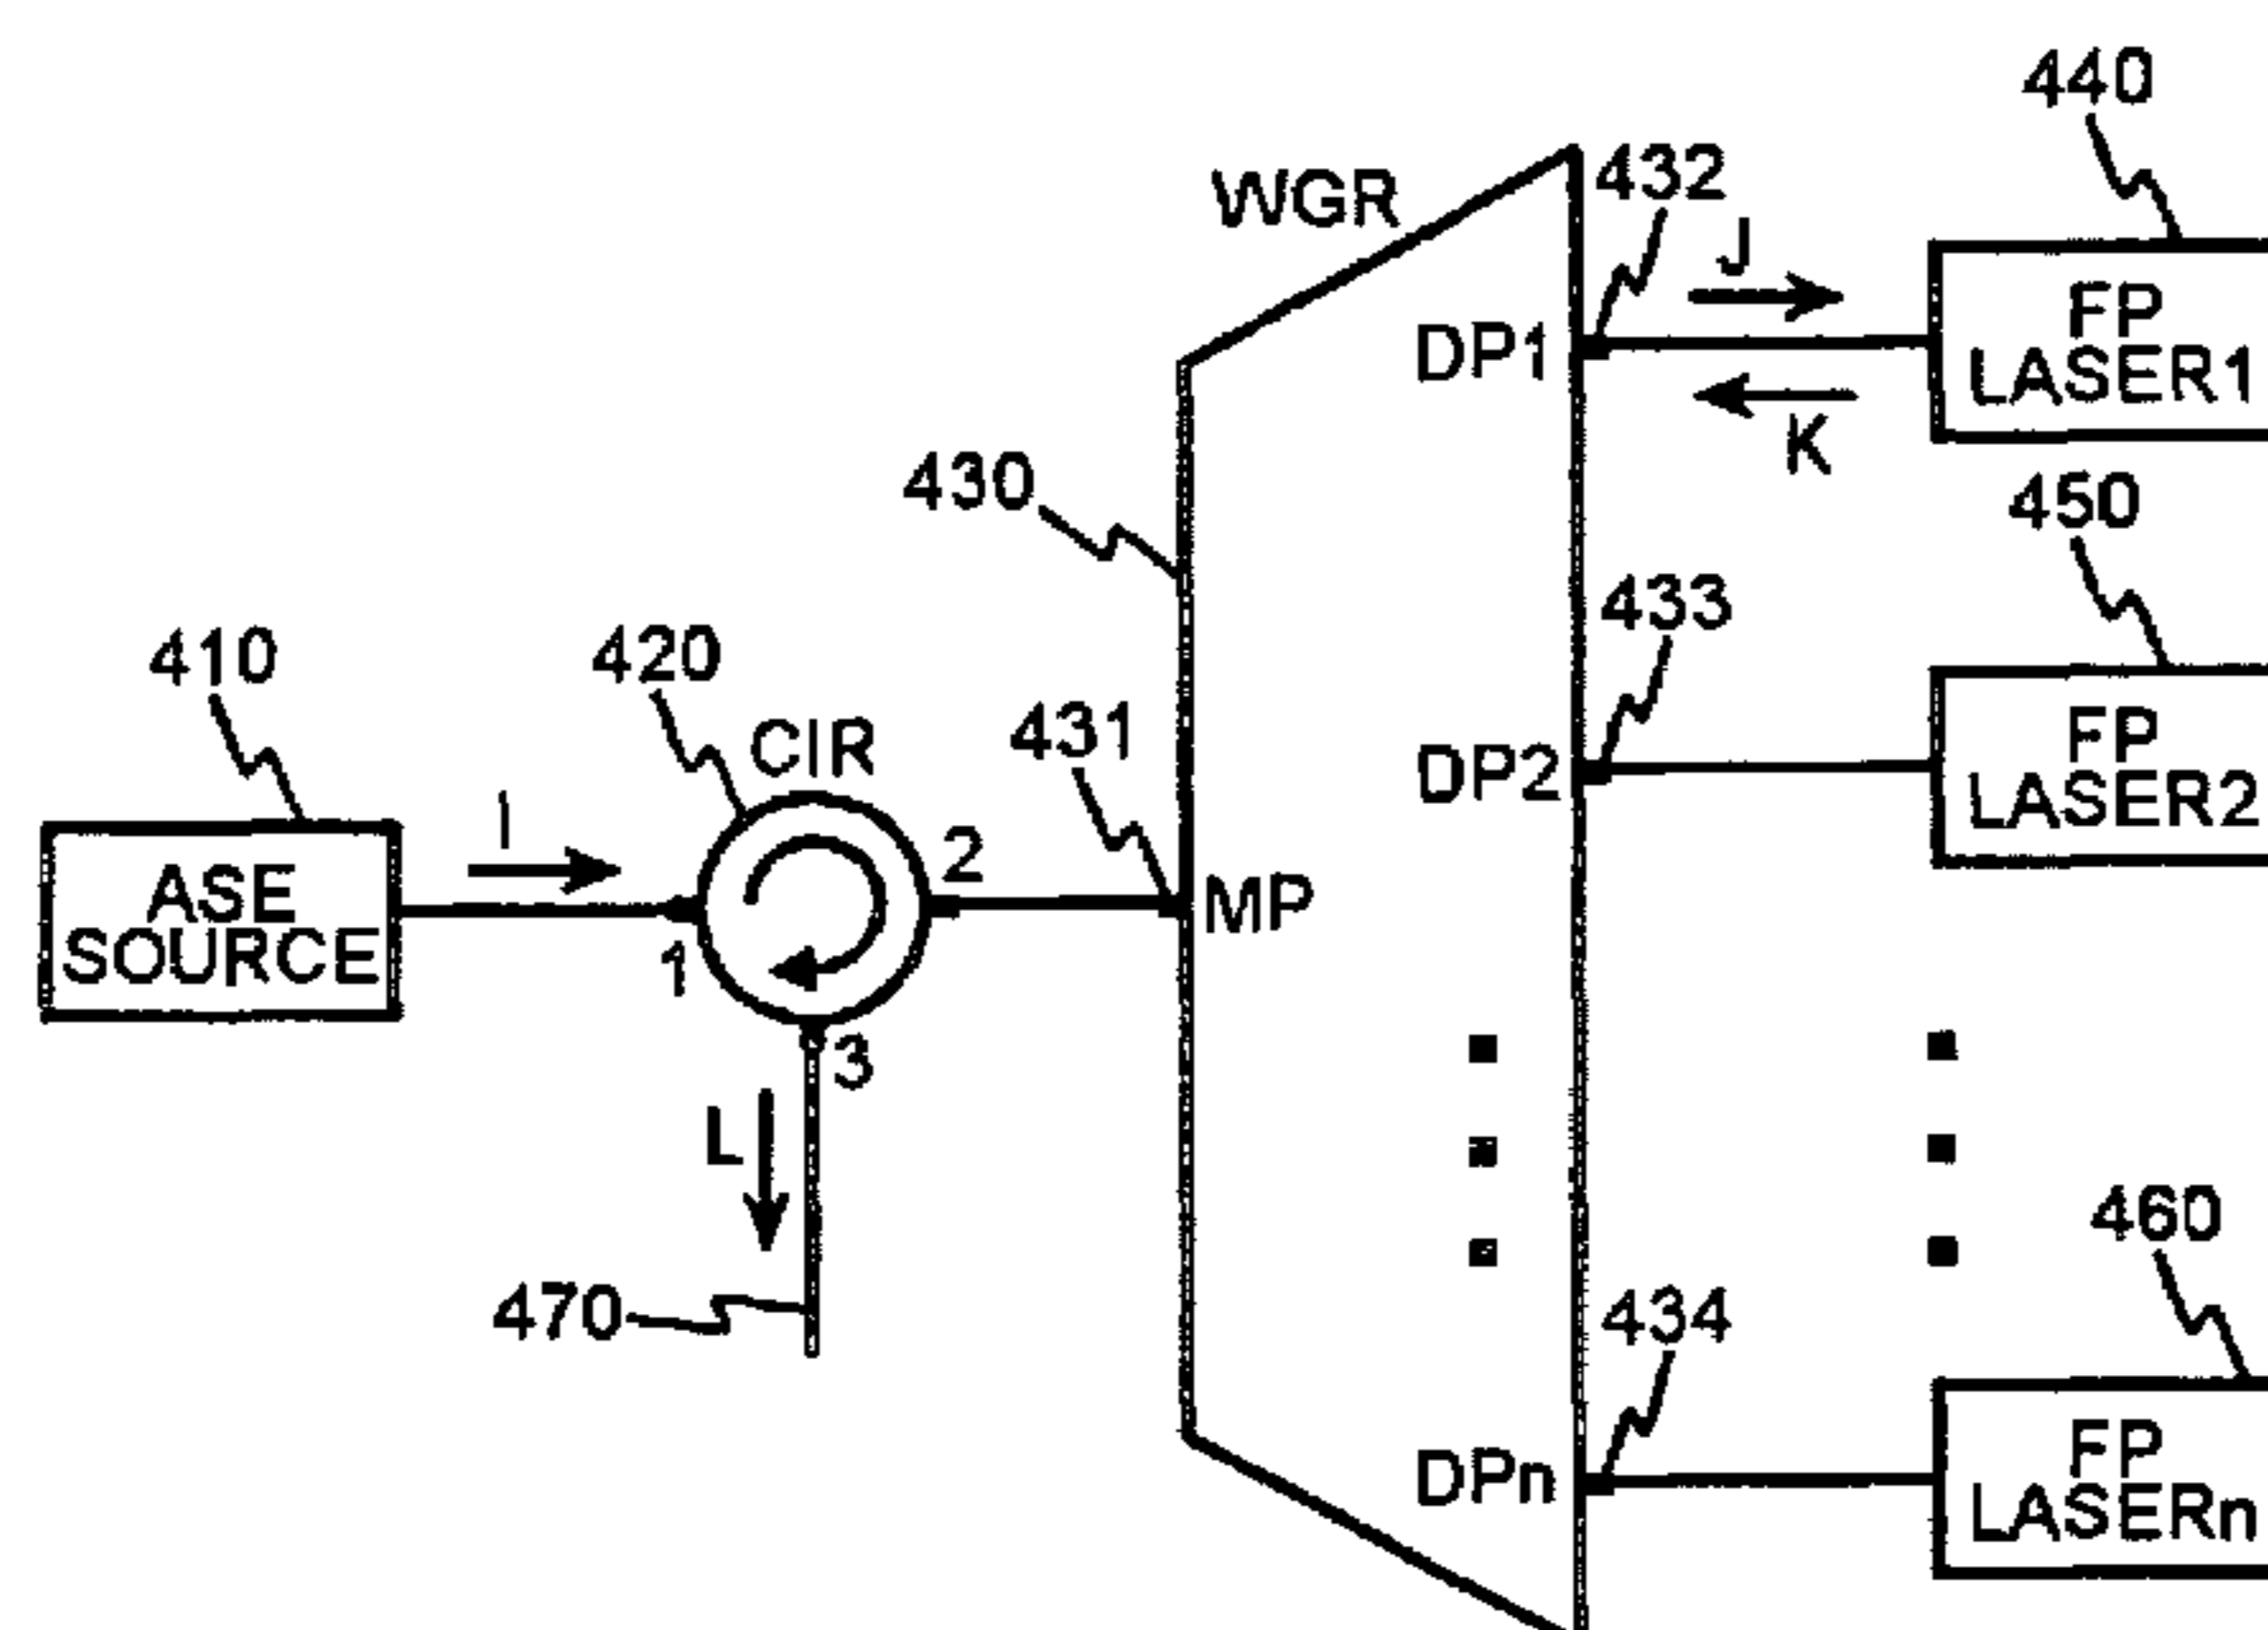 440
WGR
432
J
DP1
FP
LASER1
K
430
450
433
410
420
CIR
431
DP2
FP
LASER2
I
2
ASE
SOURCE
MP
1
3
L
460
470
434
DPn
FP
LASERn